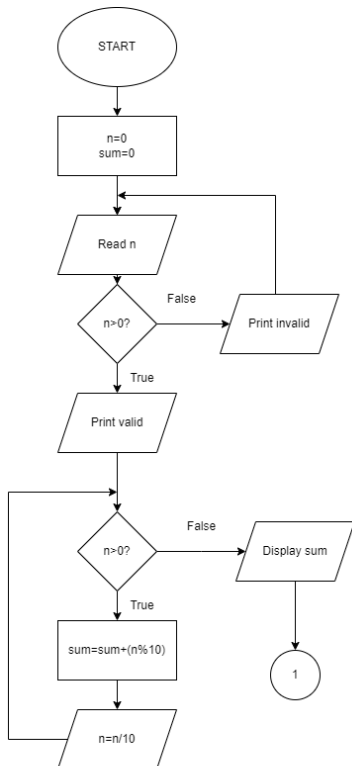 START
n=0
sum=0
Read n
n>0?
False
Print invalid
True
Print valid
n>0?
False
Display sum
True
sum=sum+(n%10)
1
n=n/10